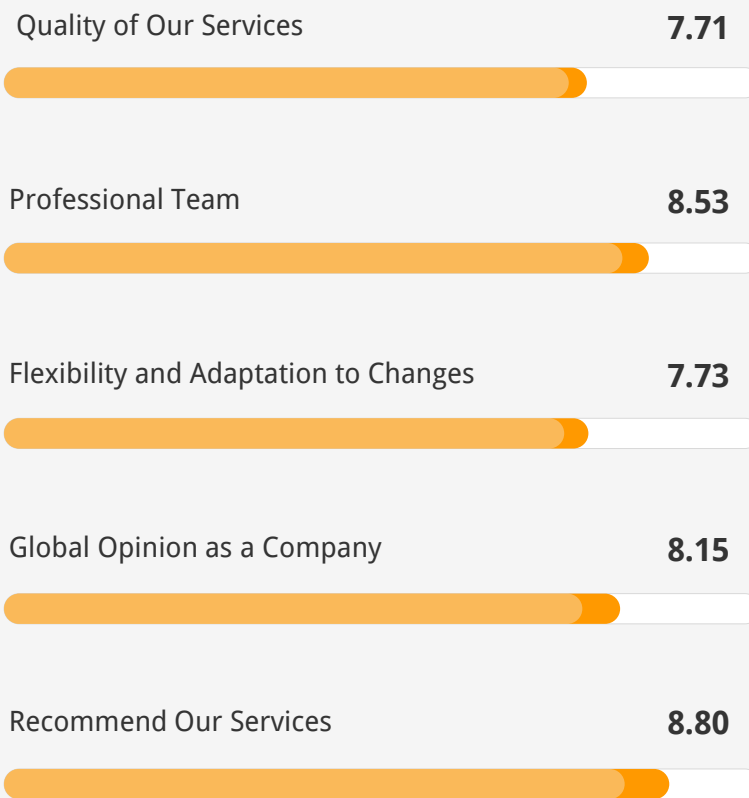 Quality of Our Services 7.71
Professional Team 8.53
Flexibility and Adaptation to Changes 7.73
Global Opinion as a Company 8.15
Recommend Our Services 8.80